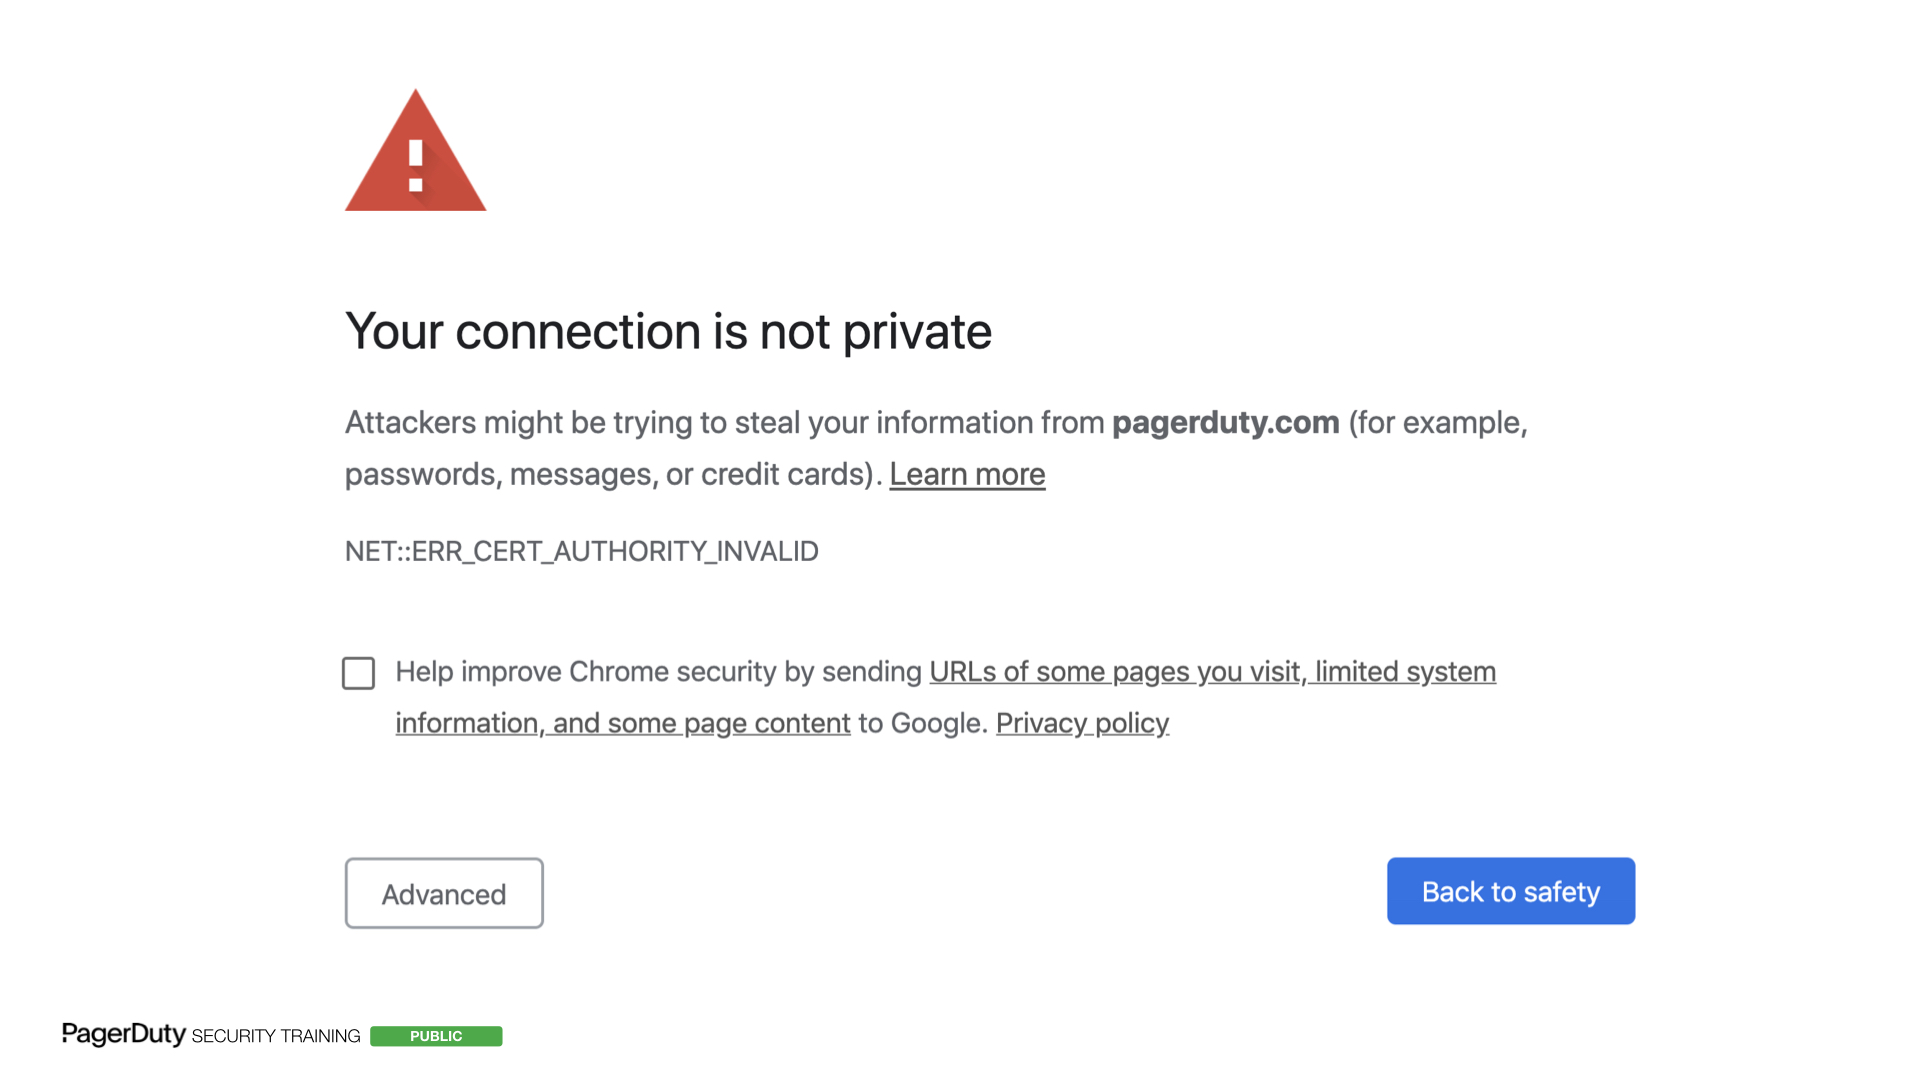 Your connection is not private
Attackers might be trying to steal your information from pagerduty.com (for example,
passwords, messages, or credit cards). Learn more
NET::ERR_CERT_AUTHORITY_INVALID
Help improve Chrome security by sending URLs of some pages you visit, limited system
information, and some page content to Google. Privacy policy
Advanced
Back to safety
PagerDuty SECURITY TRAINING PUBLIC